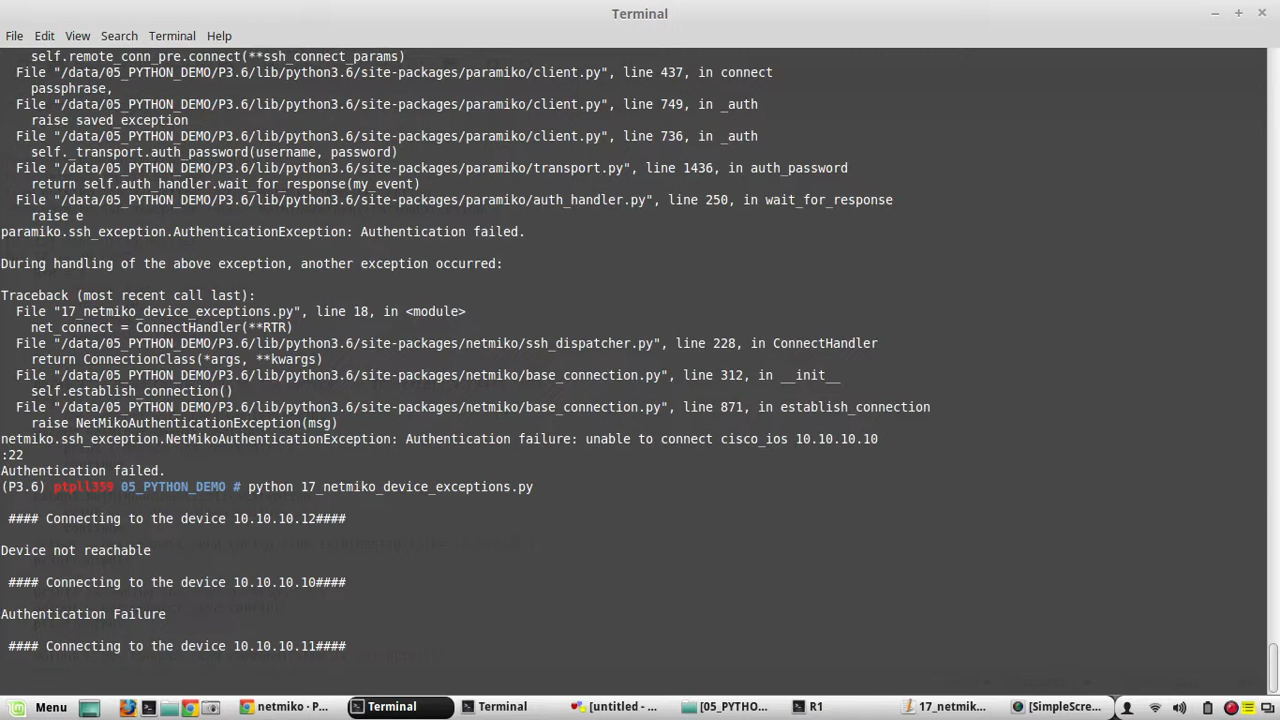 Terminal
File Edit View Search Terminal Help
self.remote_conn_pre.connect(**ssh_connect_params)
File "/data/05_PYTHON_DEMO/P3.6/lib/python3.6/site-packages/paramiko/client.py", line 437, in connect
passphrase,
File "/data/05_PYTHON_DEMO/P3.6/lib/python3.6/site-packages/paramiko/client.py", line 749, in _auth
raise saved_exception
File "/data/05_PYTHON_DEMO/P3.6/lib/python3.6/site-packages/paramiko/client.py", line 736, in _auth
self._transport.auth_password(username, password)
File "/data/05_PYTHON_DEMO/P3.6/lib/python3.6/site-packages/paramiko/transport.py", line 1436, in auth_password
return self.auth_handler.wait_for_response(my_event)
File "/data/05_PYTHON_DEMO/P3.6/lib/python3.6/site-packages/paramiko/auth_handler.py", line 250, in wait_for_response
raise e
paramiko.ssh_exception.AuthenticationException: Authentication failed.
During handling of the above exception, another exception occurred:
Traceback (most recent call last):
File "17_netmiko_device_exceptions.py", line 18, in <module>
net_connect = ConnectHandler(**RTR)
File "/data/05_PYTHON_DEMO/P3.6/lib/python3.6/site-packages/netmiko/ssh_dispatcher.py", line 228, in ConnectHandler
return ConnectionClass(*args, **kwargs)
File "/data/05_PYTHON_DEMO/P3.6/lib/python3.6/site-packages/netmiko/base_connection.py", line 312, in __init__
self.establish_connection()
File "/data/05_PYTHON_DEMO/P3.6/lib/python3.6/site-packages/netmiko/base_connection.py", line 871, in establish_connection
raise NetMikoAuthenticationException(msg)
netmiko.ssh_exception.NetMikoAuthenticationException: Authentication failure: unable to connect cisco_ios 10.10.10.10
:22
Authentication failed.
(P3.6) ptpll359 05_PYTHON_DEMO # python 17_netmiko_device_exceptions.py
#### Connecting to the device 10.10.10.12####
Device not reachable
#### Connecting to the device 10.10.10.10####
Authentication Failure
#### Connecting to the device 10.10.10.11####
Menu netmiko - P... Terminal Terminal [untitled - ... [05_PYTHO... R1 17_netmik... [SimpleScre...